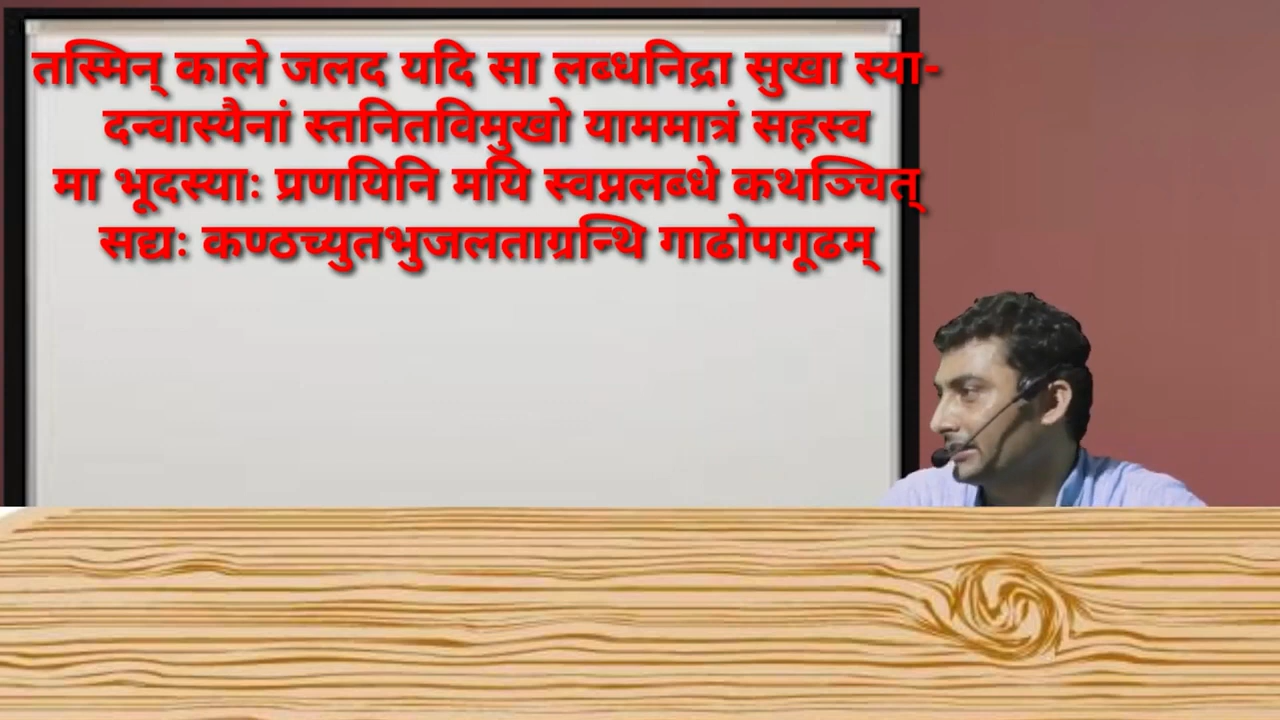 तस्मिन् काले जलद यदि सा लब्धनिद्रा सुखा स्या-
दन्वास्यैनां स्तनितविमुखो याममात्रं सहस्व
मा भूदस्याः प्रणयिनि मयि स्वप्नलब्धे कथञ्चित्
सद्यः कण्ठच्युतभुजलताग्रन्थि गाढोपगूढम्